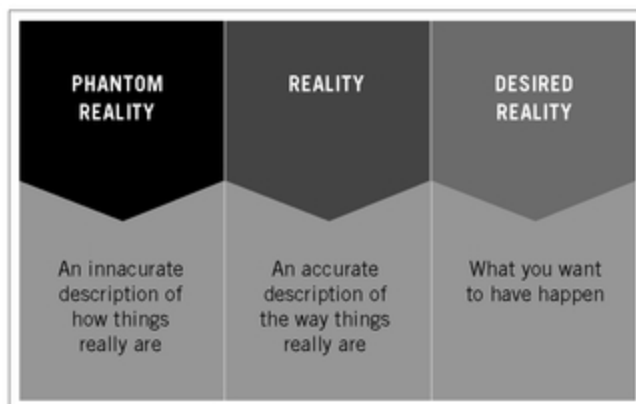 PHANTOM
REALITY
An innacurate
description of
how things
really are
REALITY
An accurate
description of
the way things
really are
DESIRED
REALITY
What you want
to have happen